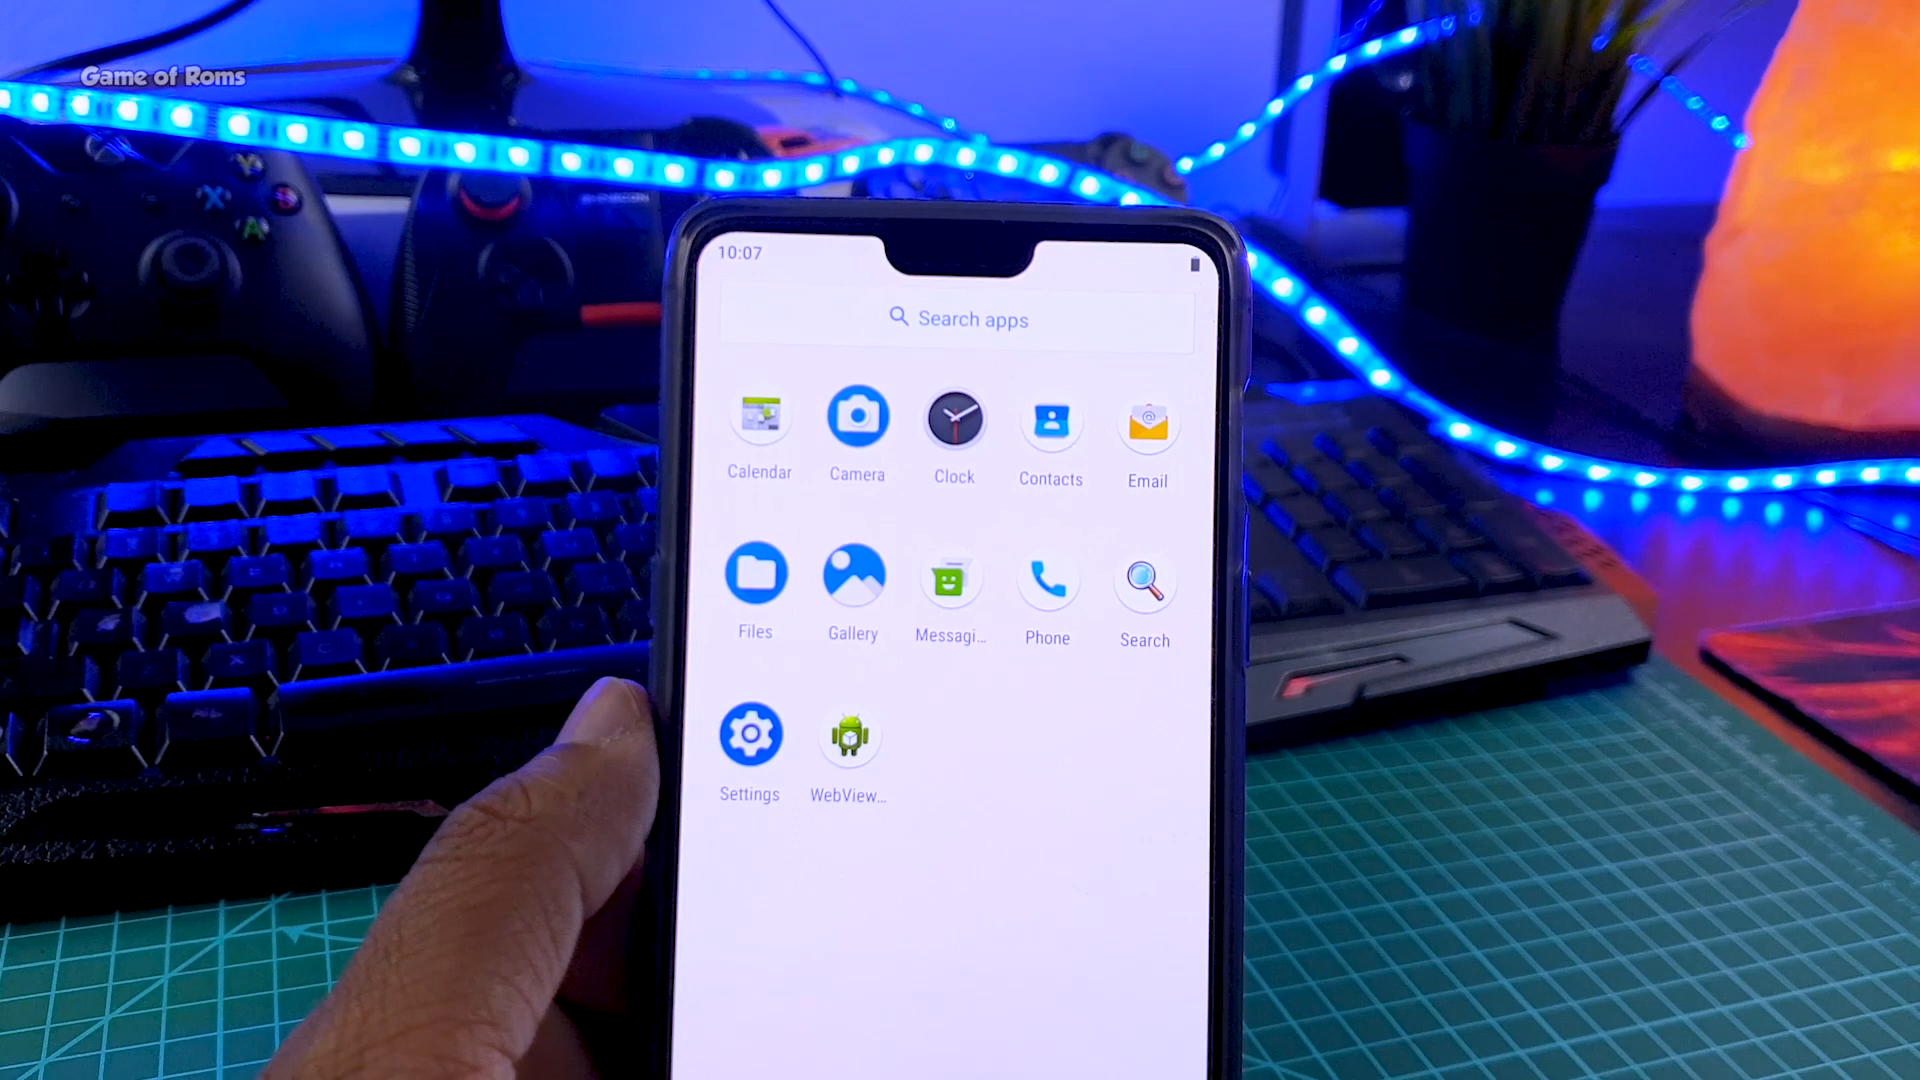 Game of Roms
Y
X
B
A
10:07
Search apps
Calendar
Camera
Clock
Contacts
Email
Files
Gallery
Messagi...
Phone
Search
Settings
WebView...
X
C
Alt